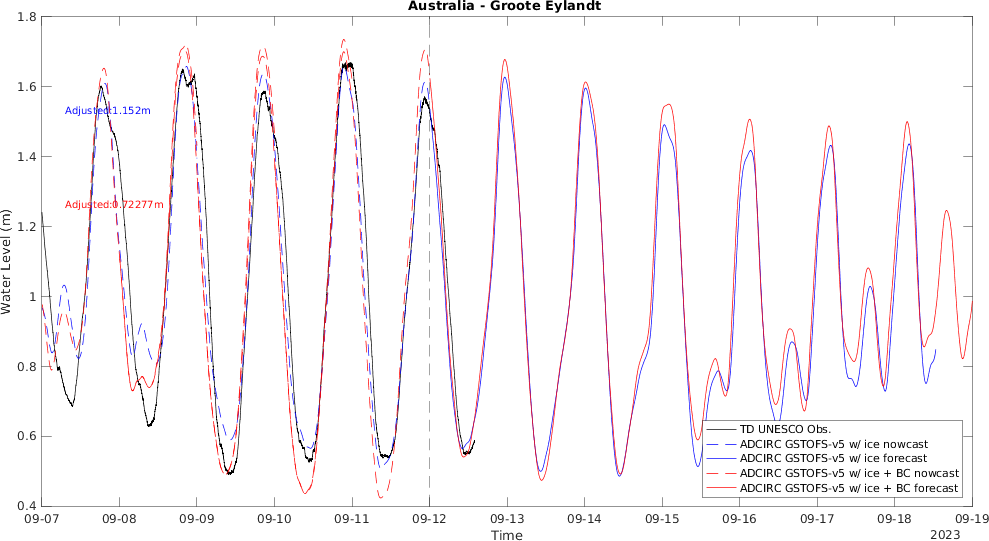 Australia - Groote Eylandt
1.8
1.6
1.4
1.2
1
0.8
0.6
0.4
Water Level (m)
Adjusted:1.152m
Adjusted:0.72277m
TD UNESCO Obs.
ADCIRC GSTOFS-v5 w/ ice nowcast
ADCIRC GSTOFS-v5 w/ ice forecast
ADCIRC GSTOFS-v5 w/ ice + BC nowcast
ADCIRC GSTOFS-v5 w/ ice + BC forecast
09-07 09-08 09-09 09-10 09-11 09-12 09-13 09-14 09-15 09-16 09-17 09-18 09-19
Time
2023